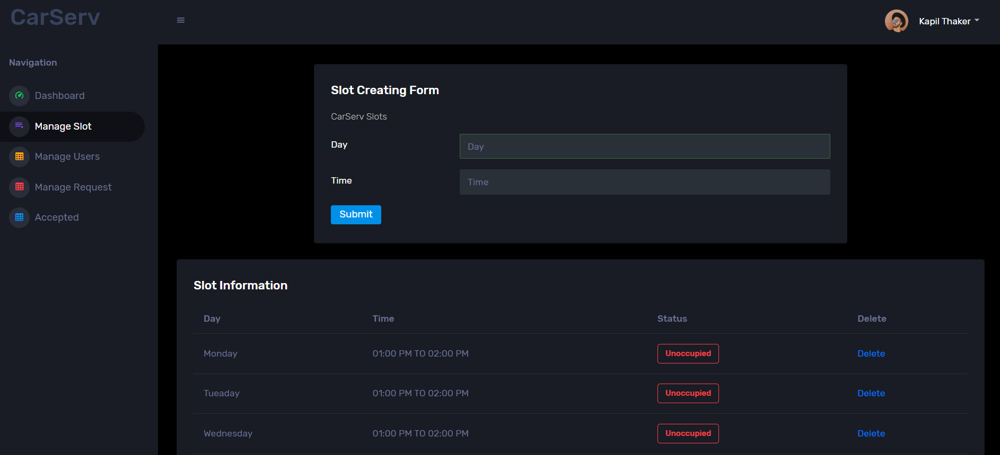 CarServ
Kapil Thaker
Navigation
Dashboard
Manage Slot
Manage Users
Manage Request
Accepted
Slot Creating Form
CarServ Slots
Day Day
Time Time
Submit
Slot Information
Day Time Status Delete
Monday 01:00 PM TO 02:00 PM Unoccupied Delete
Tueaday 01:00 PM TO 02:00 PM Unoccupied Delete
Wednesday 01:00 PM TO 02:00 PM Unoccupied Delete